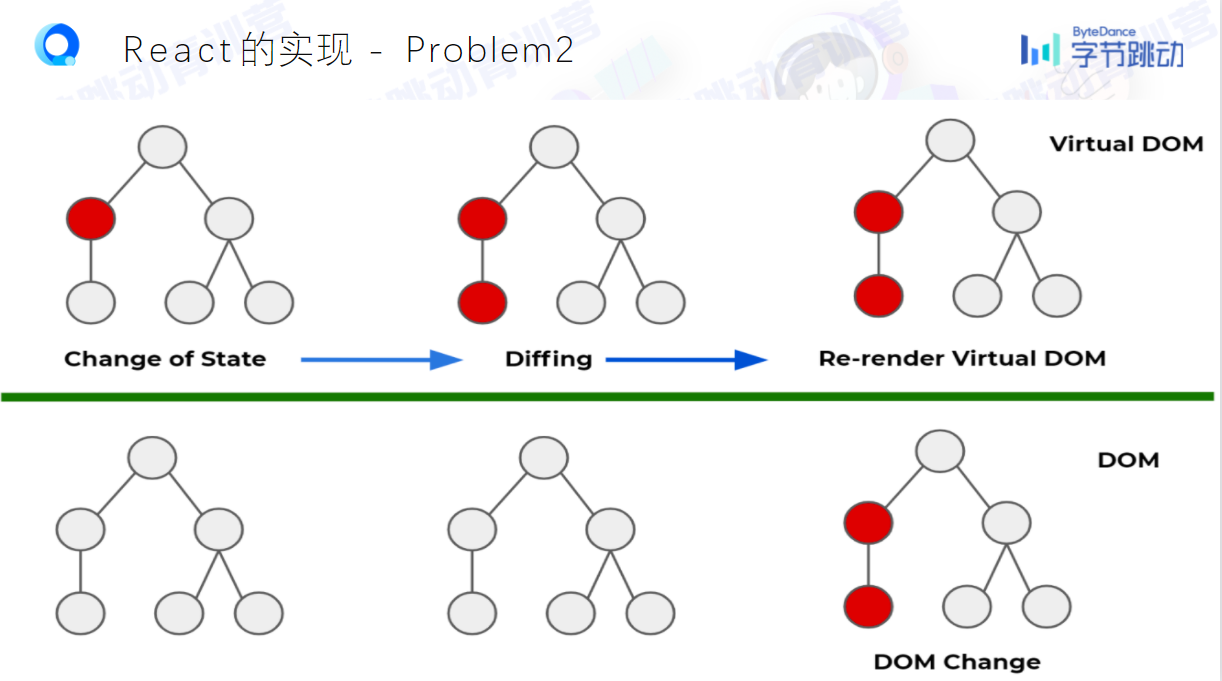 React的实现 - Problem2
ByteDance
字节跳动
Virtual DOM
Change of State
Diffing
Re-render Virtual DOM
DOM
DOM Change